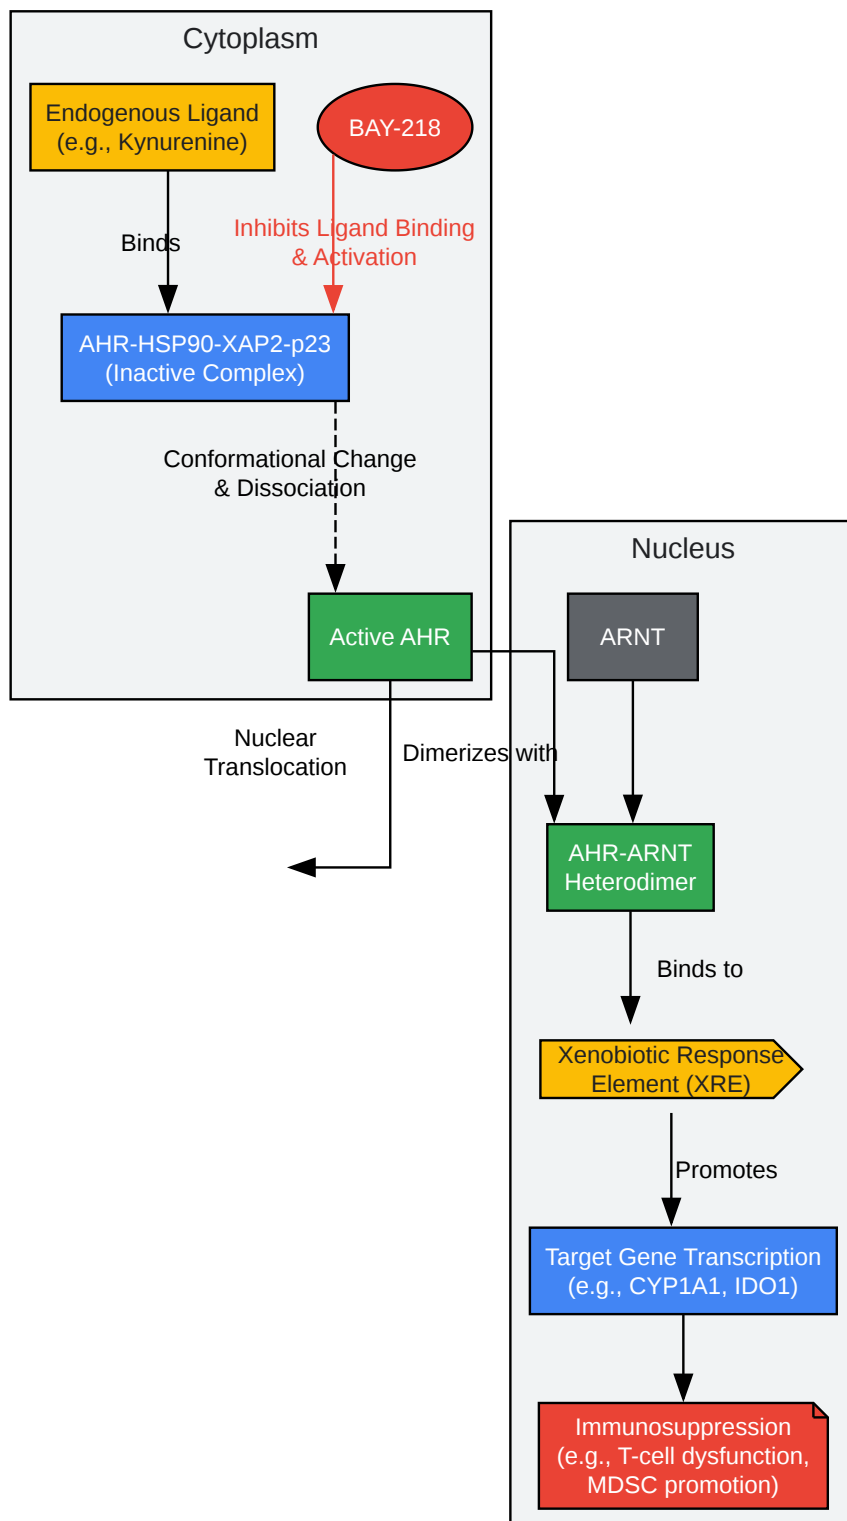 Cytoplasm
Endogenous Ligand
(e.g., Kynurenine)
BAY-218
Binds
Inhibits Ligand Binding
& Activation
AHR-HSP90-XAP2-p23
(Inactive Complex)
Conformational Change
& Dissociation
Nucleus
Active AHR
ARNT
Nuclear
Translocation
Dimerizes with
AHR-ARNT
Heterodimer
Binds to
Xenobiotic Response
Element (XRE)
Promotes
Target Gene Transcription
(e.g., CYP1A1, IDO1)
Immunosuppression
(e.g., T-cell dysfunction,
MDSC promotion)